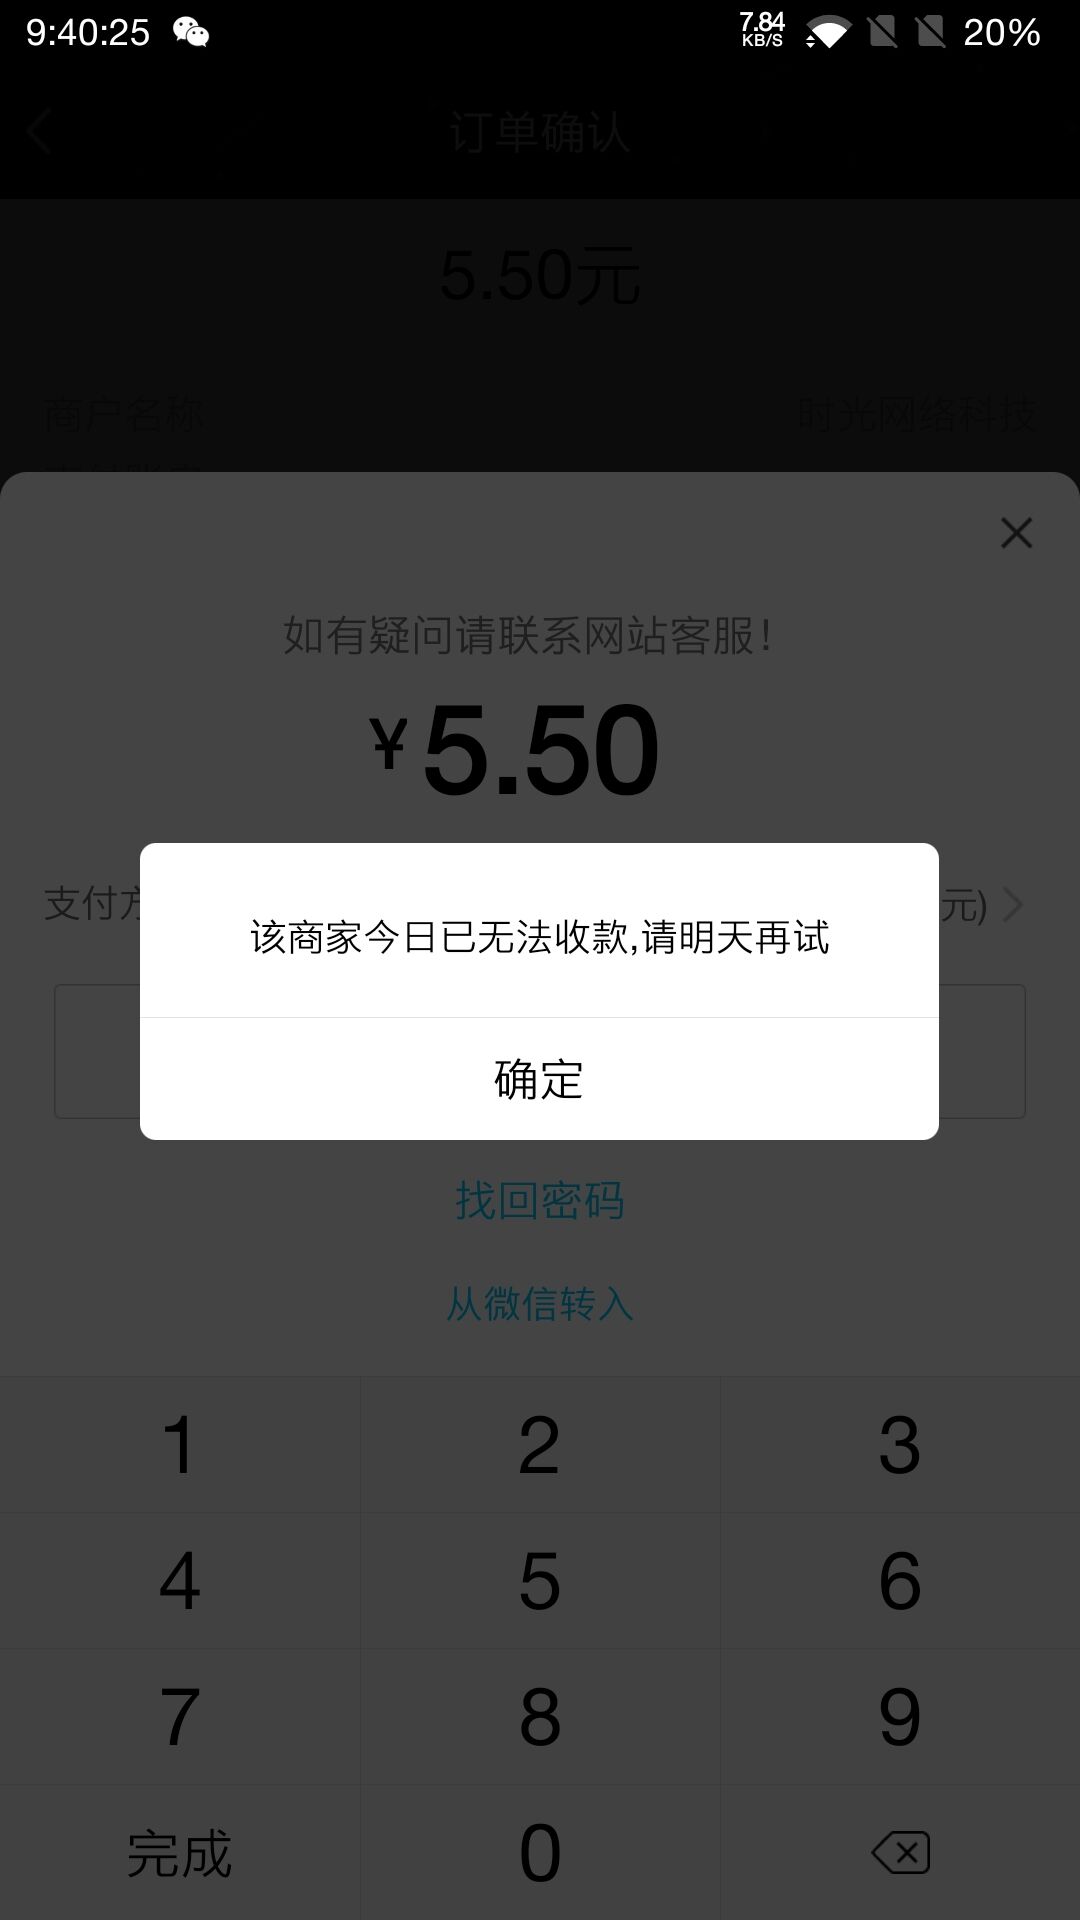 9:40:25
7.84
KB/S
20%
订单确认
5.50元
商户名称
时光网络科技
如有疑问请联系网站客服!
¥5.50
支付方
元)
该商家今日已无法收款,请明天再试
确定
找回密码
从微信转入
1
2
3
4
5
6
7
8
9
完成
0